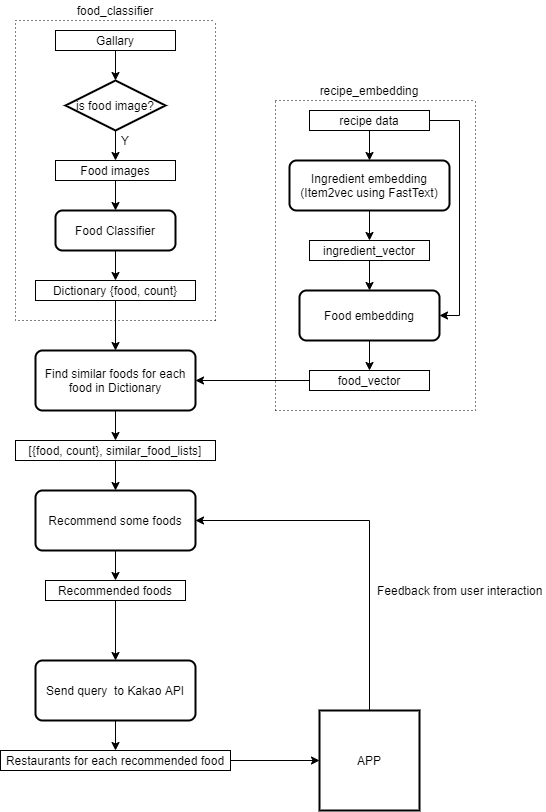 food_classifier
Gallary
is food image?
Y
Food images
Food Classifier
Dictionary {food, count}
recipe_embedding
recipe data
Ingredient embedding
(Item2vec using FastText)
ingredient_vector
Food embedding
food_vector
Find similar foods for each
food in Dictionary
[{food, count}, similar_food_lists]
Recommend some foods
Recommended foods
Feedback from user interaction
Send query  to Kakao API
Restaurants for each recommended food
APP